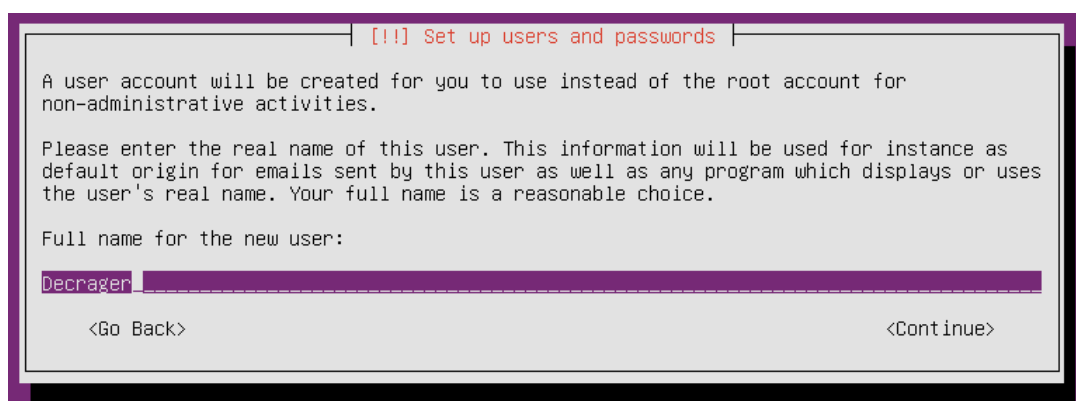 [!!] Set up users and passwords
A user account will be created for you to use instead of the root account for
non-administrative activities.
Please enter the real name of this user. This information will be used for instance as
default origin for emails sent by this user as well as any program which displays or uses
the user's real name. Your full name is a reasonable choice.
Full name for the new user:
Decrager
<Go Back> <Continue>